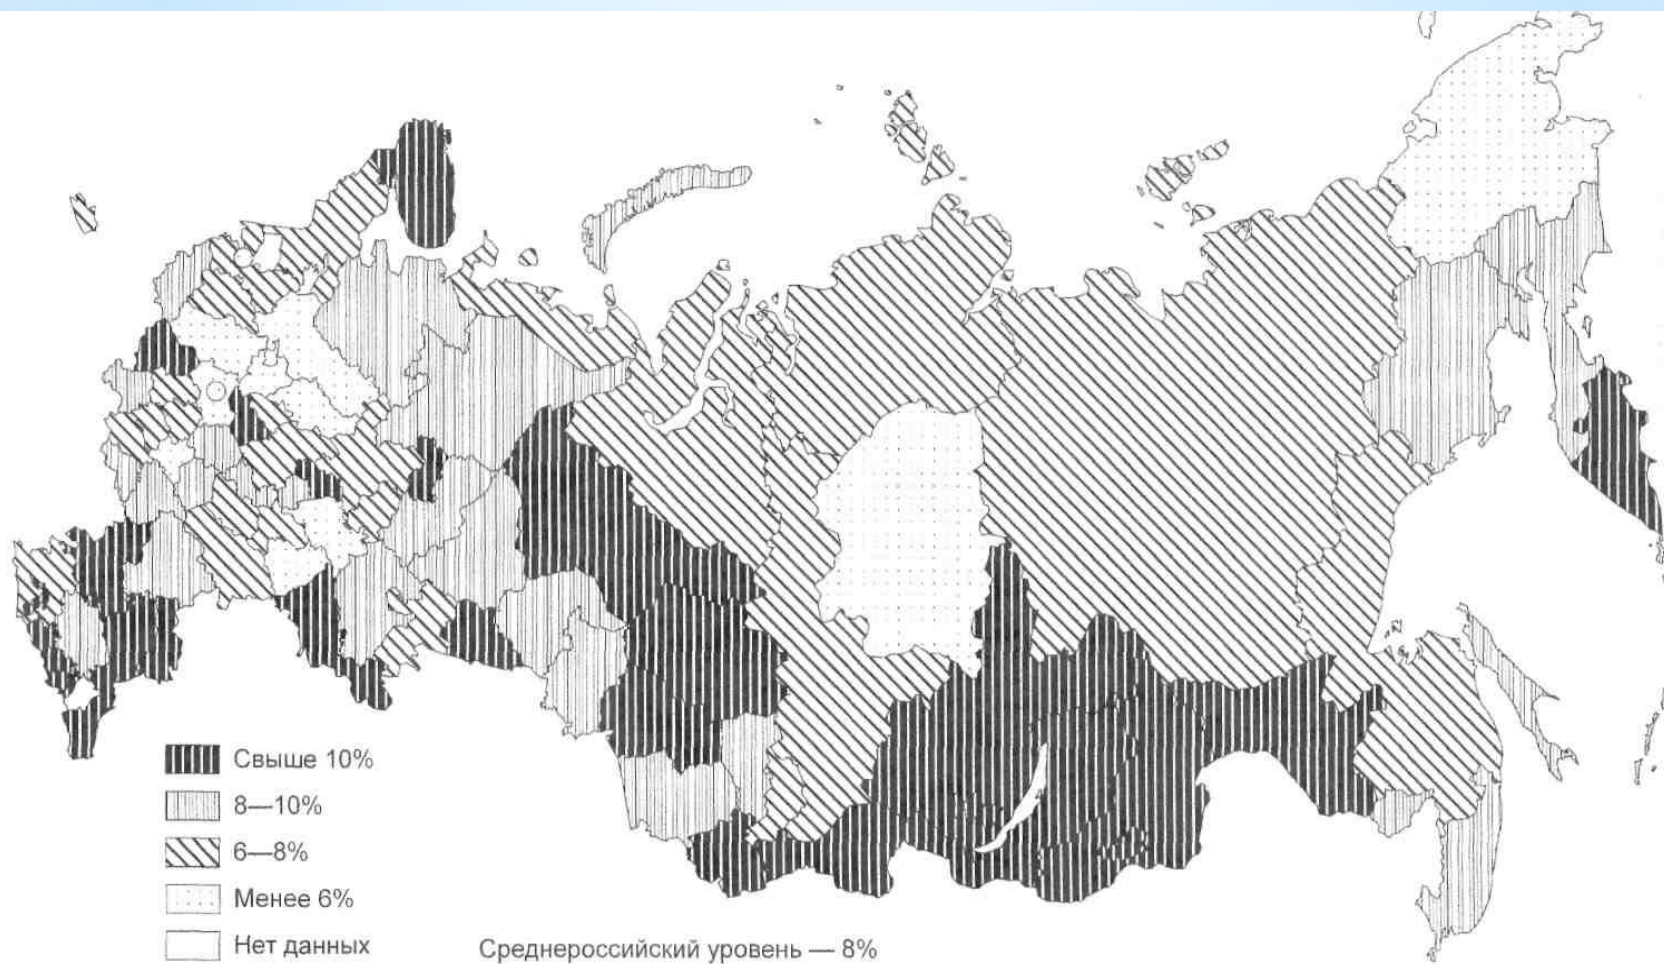 Свыше 10%
8—10%
6—8%
Менее 6%
Нет данных
Среднероссийский уровень — 8%